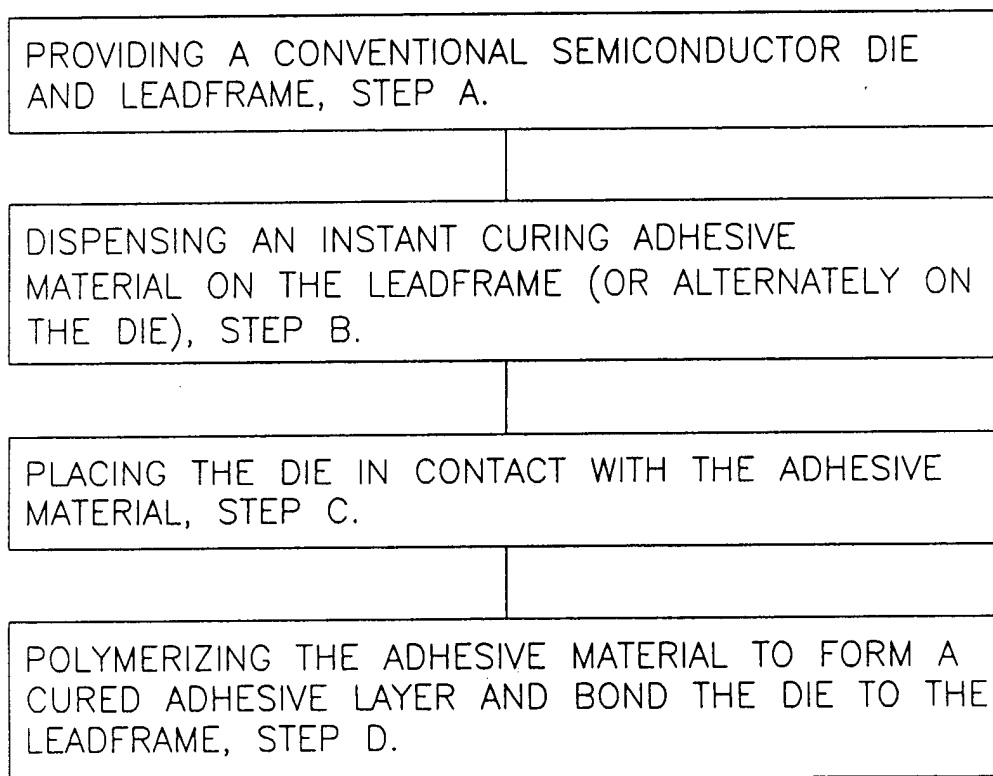 PROVIDING A CONVENTIONAL SEMICONDUCTOR DIE
AND LEADFRAME, STEP A.
DISPENSING AN INSTANT CURING ADHESIVE
MATERIAL ON THE LEADFRAME (OR ALTERNATELY ON
THE DIE), STEP B.
PLACING THE DIE IN CONTACT WITH THE ADHESIVE
MATERIAL, STEP C.
POLYMERIZING THE ADHESIVE MATERIAL TO FORM A
CURED ADHESIVE LAYER AND BOND THE DIE TO THE
LEADFRAME, STEP D.